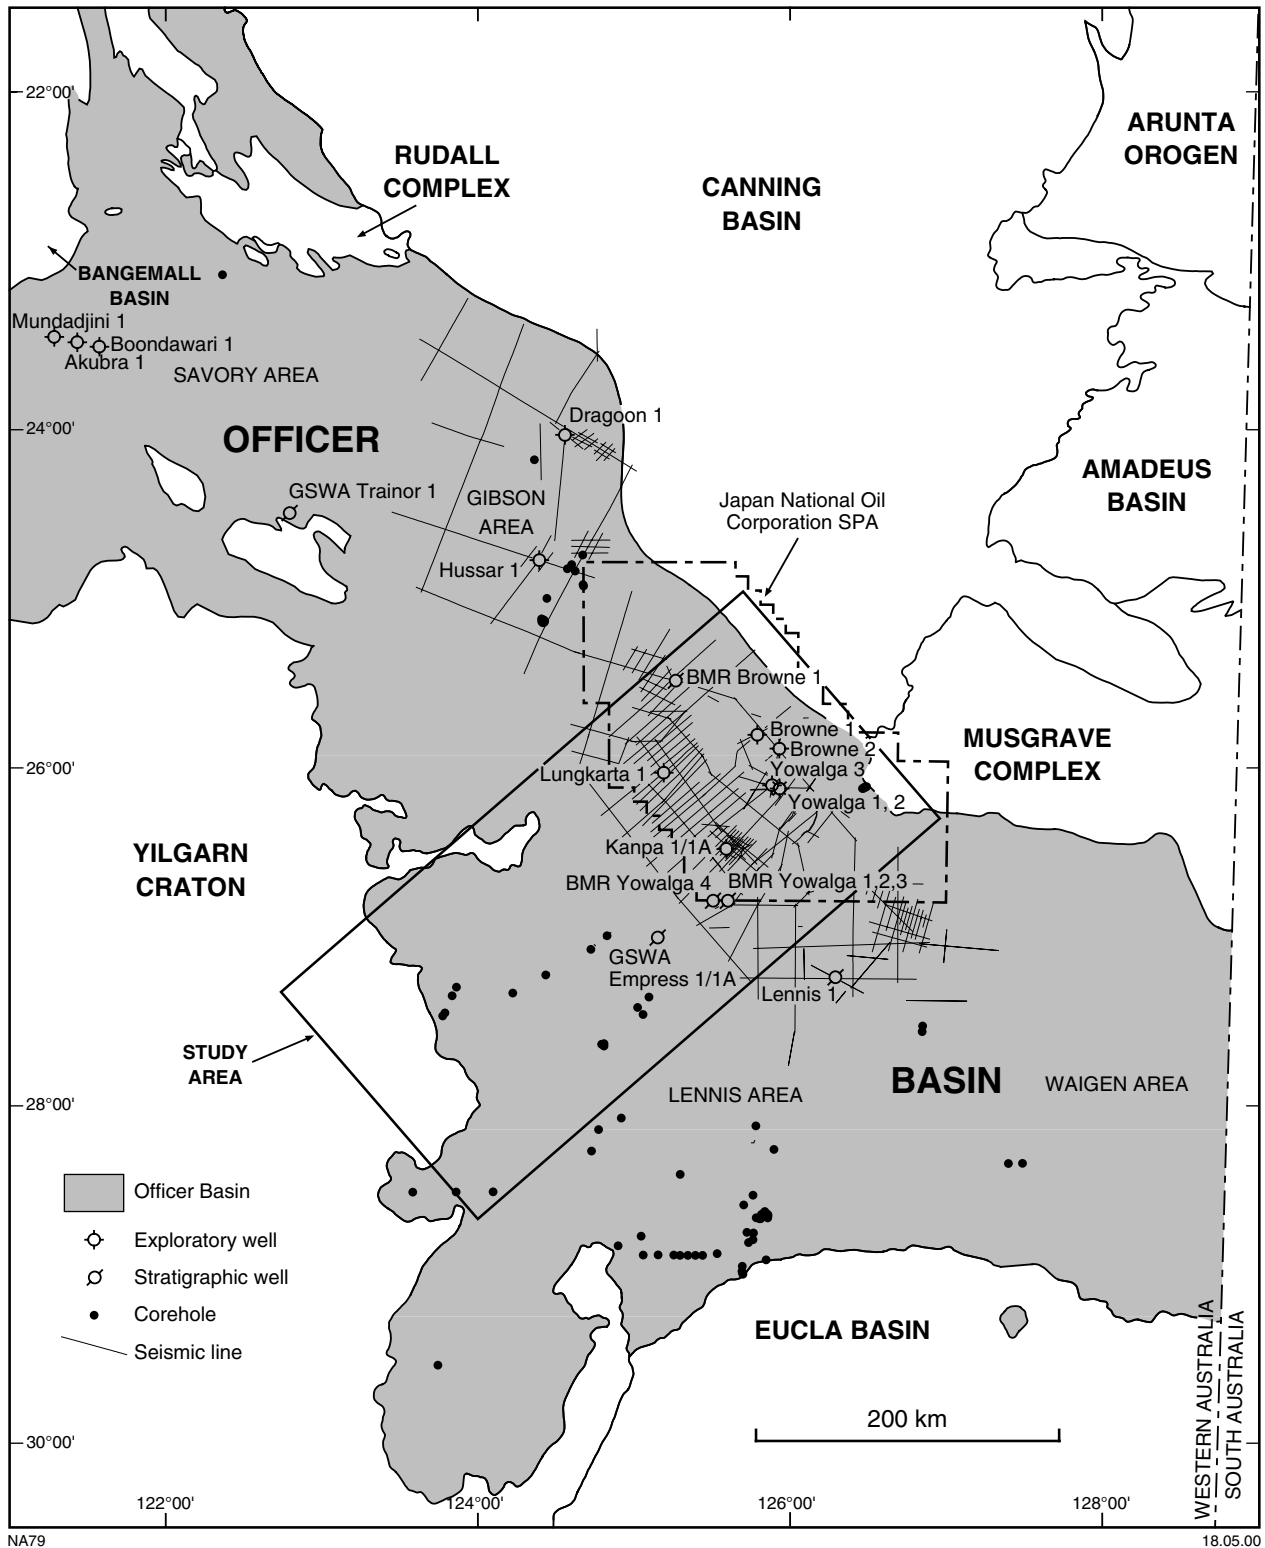 22°00'
ARUNTA
OROGEN
RUDALL
COMPLEX
CANNING
BASIN
BANGEMALL
BASIN
Mundadjini 1
Boondawari 1
Akubra 1
SAVORY AREA
Dragoon 1
24°00'
OFFICER
AMADEUS
BASIN
GSWA Trainor 1
GIBSON
AREA
Japan National Oil
Corporation SPA
Hussar 1
BMR Browne 1
Browne 1
Browne 2
MUSGRAVE
COMPLEX
26°00'
Lungkarta 1
Yowalga 3
Yowalga 1, 2
Kanpa 1/1A
YILGARN
CRATON
BMR Yowalga 4
BMR Yowalga 1,2,3
GSWA
Empress 1/1A
Lennis 1
STUDY
AREA
LENNIS AREA
BASIN
WAIGEN AREA
28°00'
Officer Basin
Exploratory well
Stratigraphic well
Corehole
Seismic line
EUCLA BASIN
WESTERN AUSTRALIA
SOUTH AUSTRALIA
200 km
30°00'
122°00'
124°00'
126°00'
128°00'
NA79
18.05.00